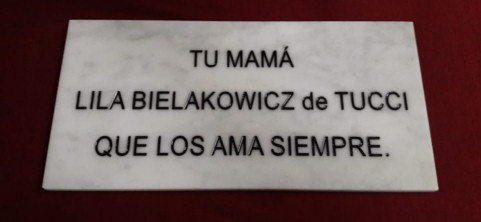 TU MAMÁ
LILA BIELAKOWICZ de TUCCI
QUE LOS AMA SIEMPRE.